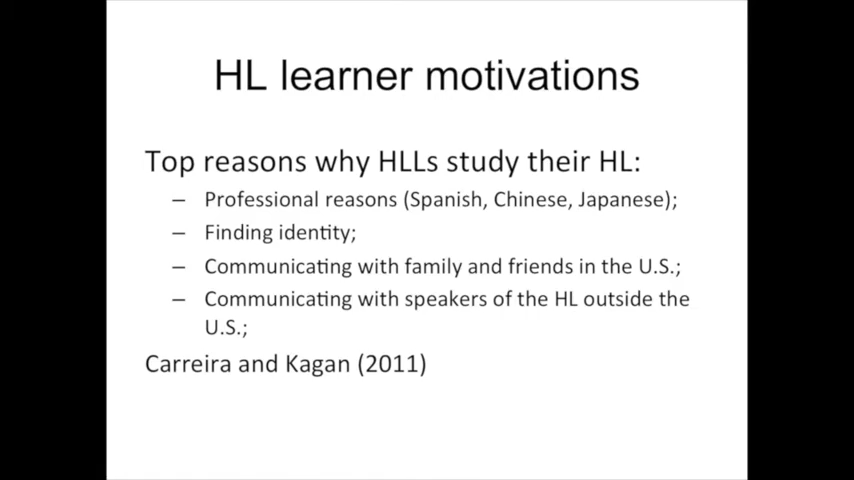 HL learner motivations
Top reasons why HLLs study their HL:
– Professional reasons (Spanish, Chinese, Japanese);
– Finding identity;
– Communicating with family and friends in the U.S.;
– Communicating with speakers of the HL outside the
U.S.;
Carreira and Kagan (2011)